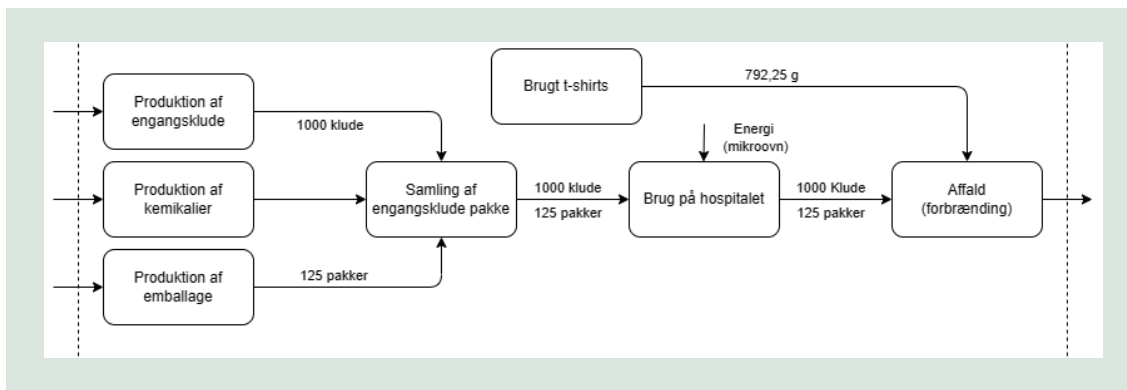 Produktion af
engangsklude
1000 klude
Produktion af
kemikalier
Produktion af
emballage
125 pakker
Samling af
engangsklude pakke
1000 klude
125 pakker
Brugt t-shirts
792,25 g
Energi
(mikroovn)
Brug på hospitalet
1000 Klude
125 pakker
Affald
(forbrænding)